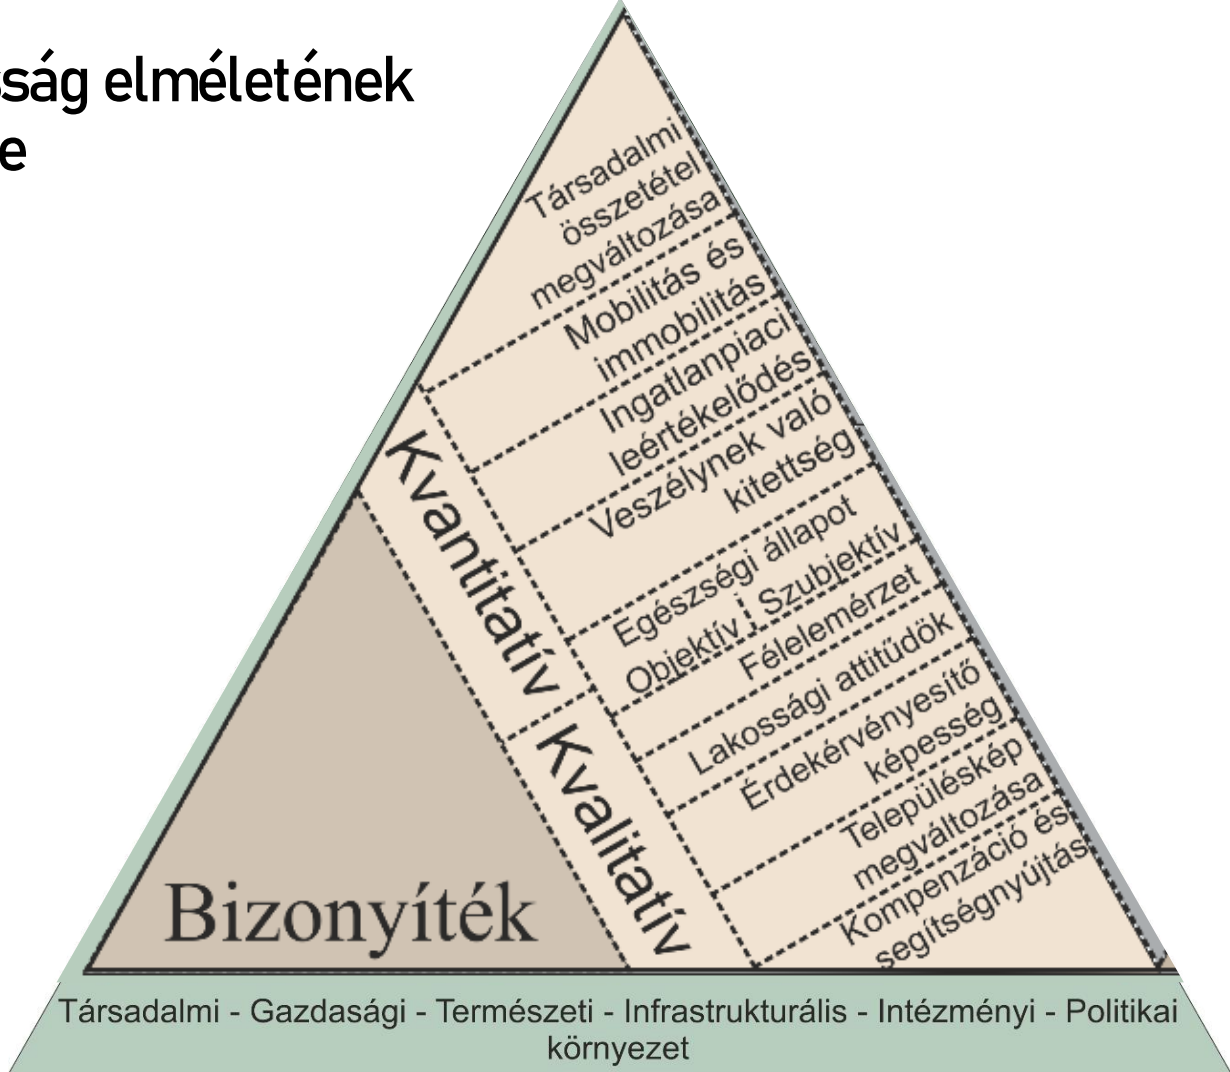 sság elméletének
e
Társadalmi
összetétel
megváltozása
Mobilitás és
immobilitás
Ingatlanpiaci
leértékelődés
Veszélynek való
kitettség
Egészségi állapot
Objektív Szubjektív
Félelemérzet
Lakossági attitűdök
Érdekérvényesítő
képesség
Településkép
megváltozása
Kompenzáció és
segítségnyújtás
Kvantitatív
Kvalitatív
Bizonyíték
Társadalmi - Gazdasági - Természeti - Infrastrukturális - Intézményi - Politikai
környezet